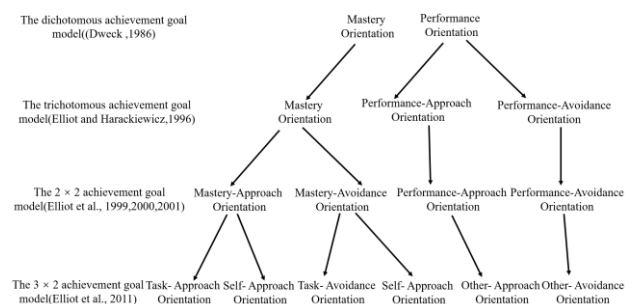 The dichotomous achievement goal
model((Dweck ,1986)
Mastery
Orientation
Performance
Orientation
The trichotomous achievement goal
model(Elliot and Harackiewicz,1996)
Mastery
Orientation
Performance-Approach
Orientation
Performance-Avoidance
Orientation
The 2 × 2 achievement goal
model(Elliot et al., 1999,2000,2001)
Mastery-Approach
Orientation
Mastery-Avoidance
Orientation
Performance-Approach
Orientation
Performance-Avoidance
Orientation
The 3 × 2 achievement goal
model(Elliot et al., 2011)
Task- Approach
Orientation
Self- Approach
Orientation
Task- Avoidance
Orientation
Self- Approach
Orientation
Other- Approach
Orientation
Other- Avoidance
Orientation